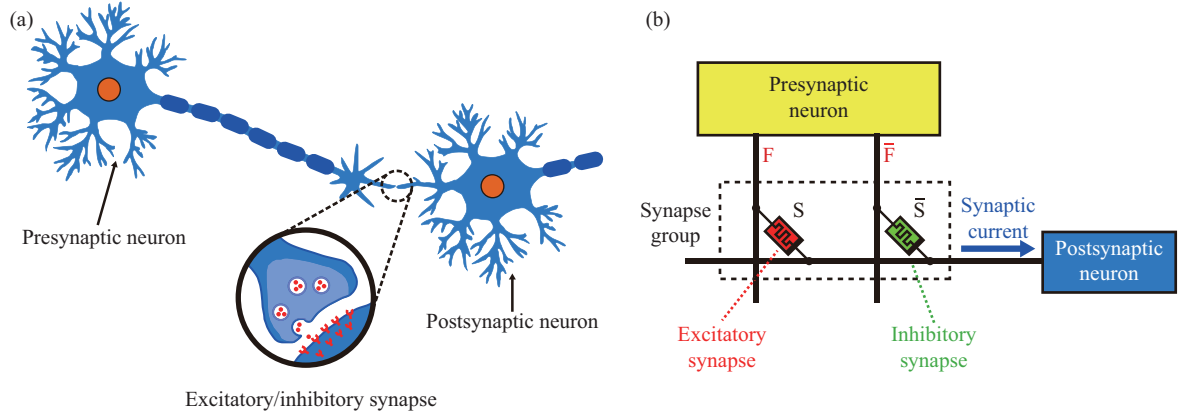 (a)
Presynaptic neuron
Postsynaptic neuron
Excitatory/inhibitory synapse
(b)
Presynaptic
neuron
F
F̅
Synapse
group
S
S̅
Synaptic
current
Postsynaptic
neuron
Excitatory
synapse
Inhibitory
synapse